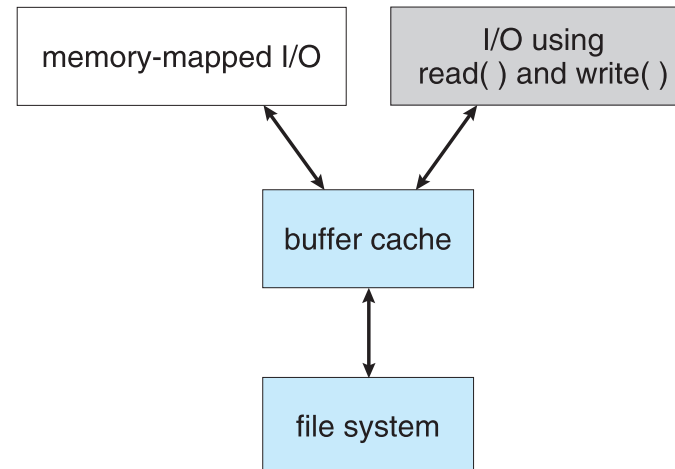 memory-mapped I/O
I/O using
read( ) and write( )
buffer cache
file system